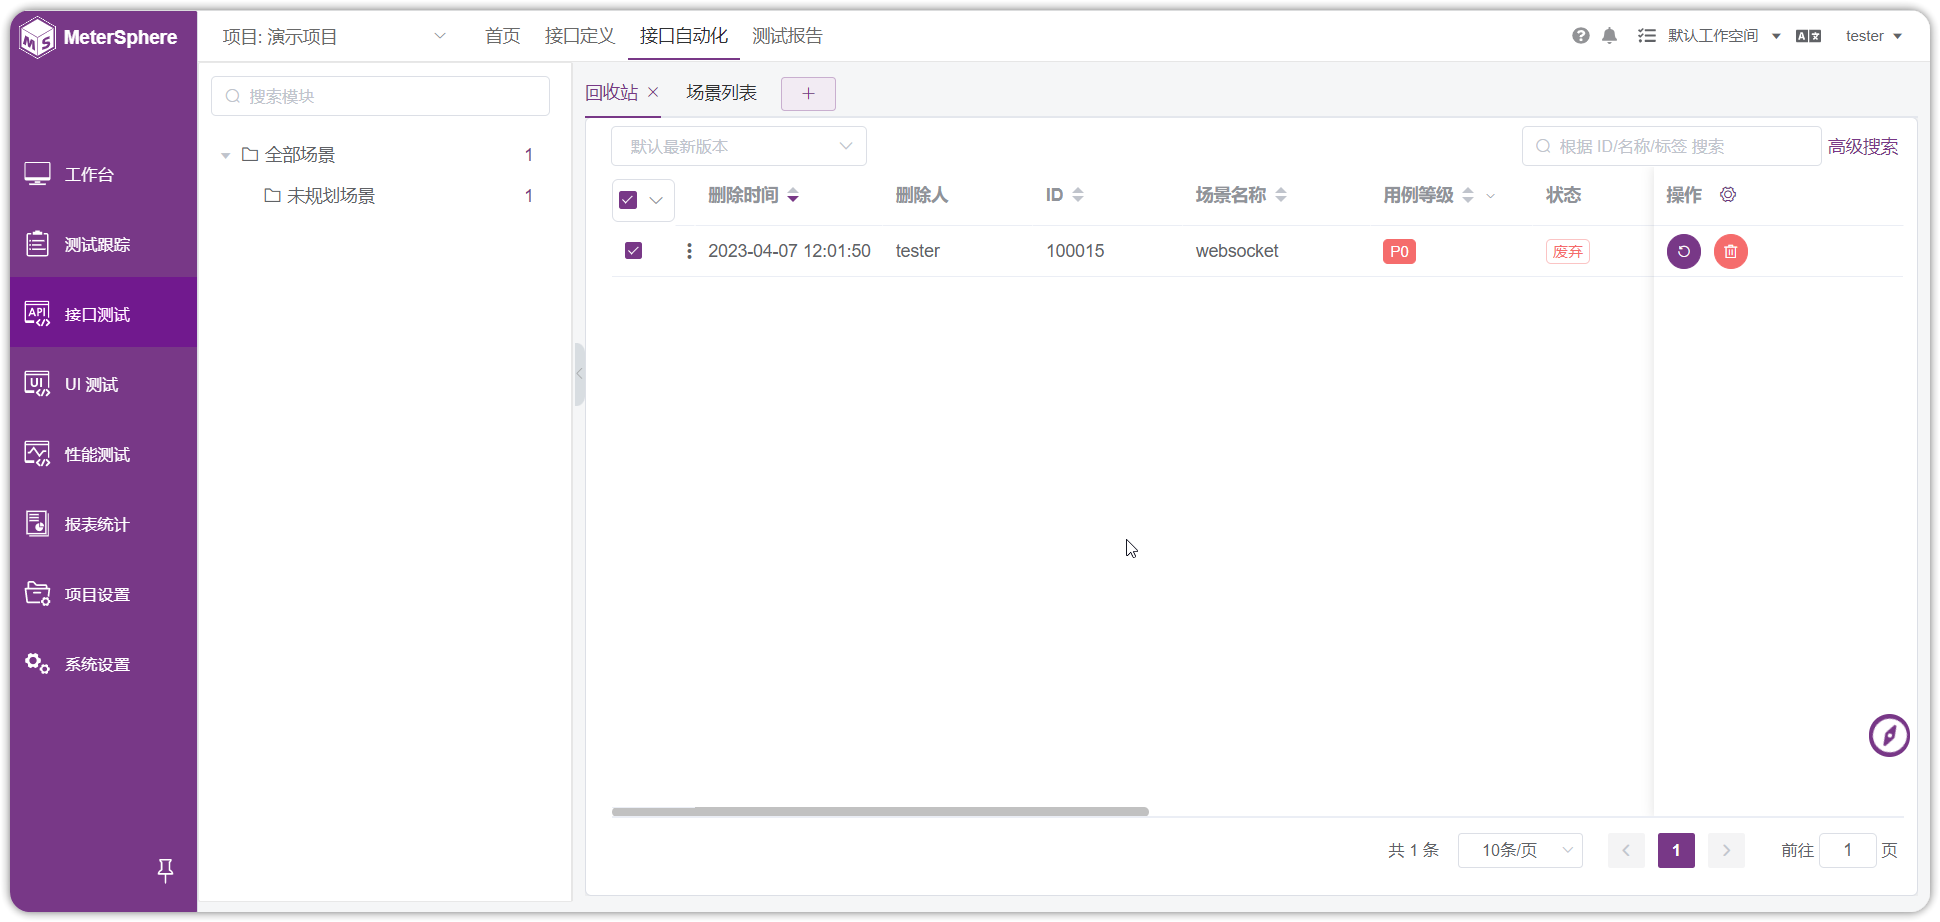 MeterSphere
项目: 演示项目
首页
接口定义
接口自动化
测试报告
默认工作空间
tester
工作台
测试跟踪
接口测试
UI 测试
性能测试
报表统计
项目设置
系统设置
搜索模块
全部场景 1
未规划场景 1
回收站
场景列表
+
默认最新版本
根据 ID/名称/标签 搜索
高级搜索
删除时间 删除人 ID 场景名称 用例等级 状态 操作
2023-04-07 12:01:50 tester 100015 websocket P0 废弃
共 1 条
10条/页
1
前往 1 页